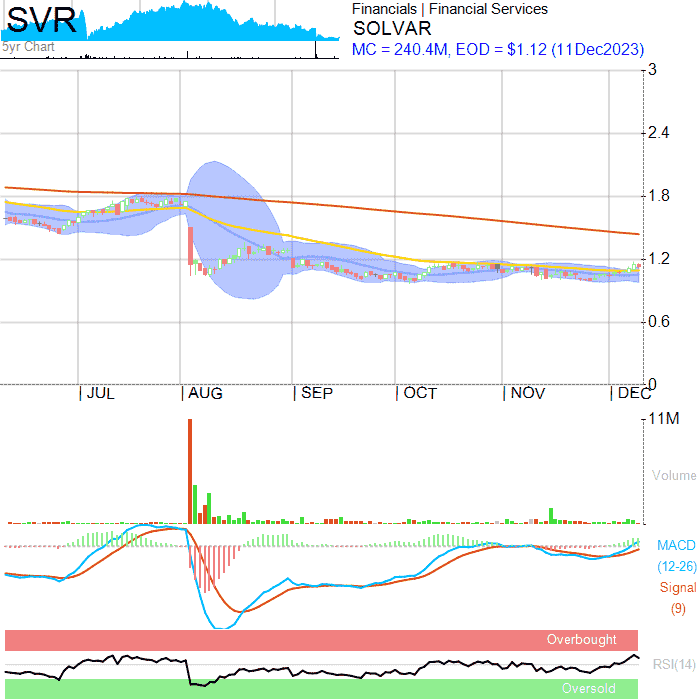 SVR
5yr Chart
Financials | Financial Services
SOLVAR
MC = 240.4M, EOD = $1.12 (11Dec2023)
3
2.4
1.8
1.2
0.6
0
JUL AUG SEP OCT NOV DEC
11M
Volume
MACD
(12-26)
Signal
(9)
Overbought
RSI(14)
Oversold